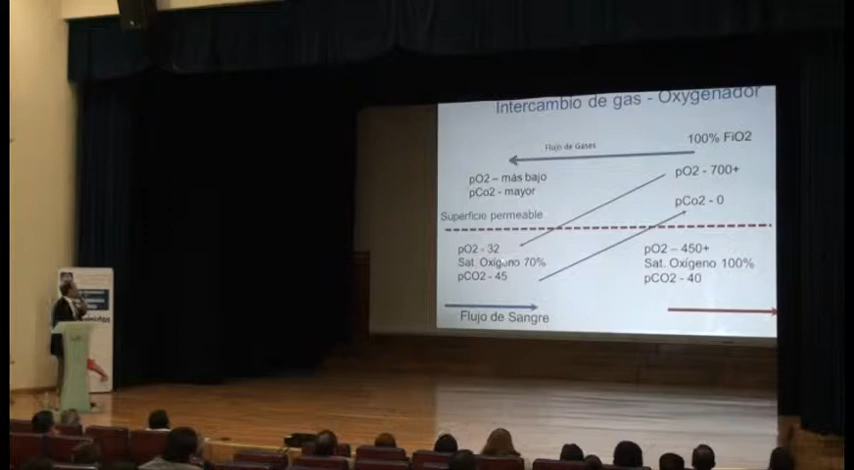 Intercambio de gas - Oxygenador
100% FiO2
Flujo de Gases
pO2 – más bajo
pCo2 - mayor
pO2 - 700+
pCo2 - 0
Superficie permeable
pO2 - 32
Sat. Oxígeno 70%
pCO2 - 45
pO2 – 450+
Sat. Oxígeno 100%
pCO2 - 40
Flujo de Sangre